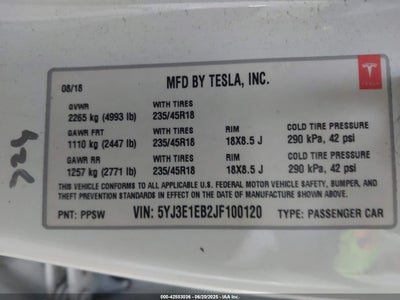 08/18
MFD BY TESLA, INC.
TESLA
GVWR
2265 kg (4993 lb)
WITH TIRES
235/45R18
GAWR FRT
1110 kg (2447 lb)
WITH TIRES
235/45R18
RIM
18X8.5 J
COLD TIRE PRESSURE
290 kPa, 42 psi
GAWR RR
1257 kg (2771 lb)
WITH TIRES
235/45R18
RIM
18X8.5 J
COLD TIRE PRESSURE
290 kPa, 42 psi
THIS VEHICLE CONFORMS TO ALL APPLICABLE U.S. FEDERAL MOTOR VEHICLE SAFETY, BUMPER, AND
THEFT PREVENTION STANDARDS IN EFFECT ON THE DATE OF MANUFACTURE SHOWN ABOVE.
PNT: PPSW
VIN: 5YJ3E1EB2JF100120
TYPE: PASSENGER CAR
000-42553036 - (06/20/2025) - IAAUSPRODUCTION